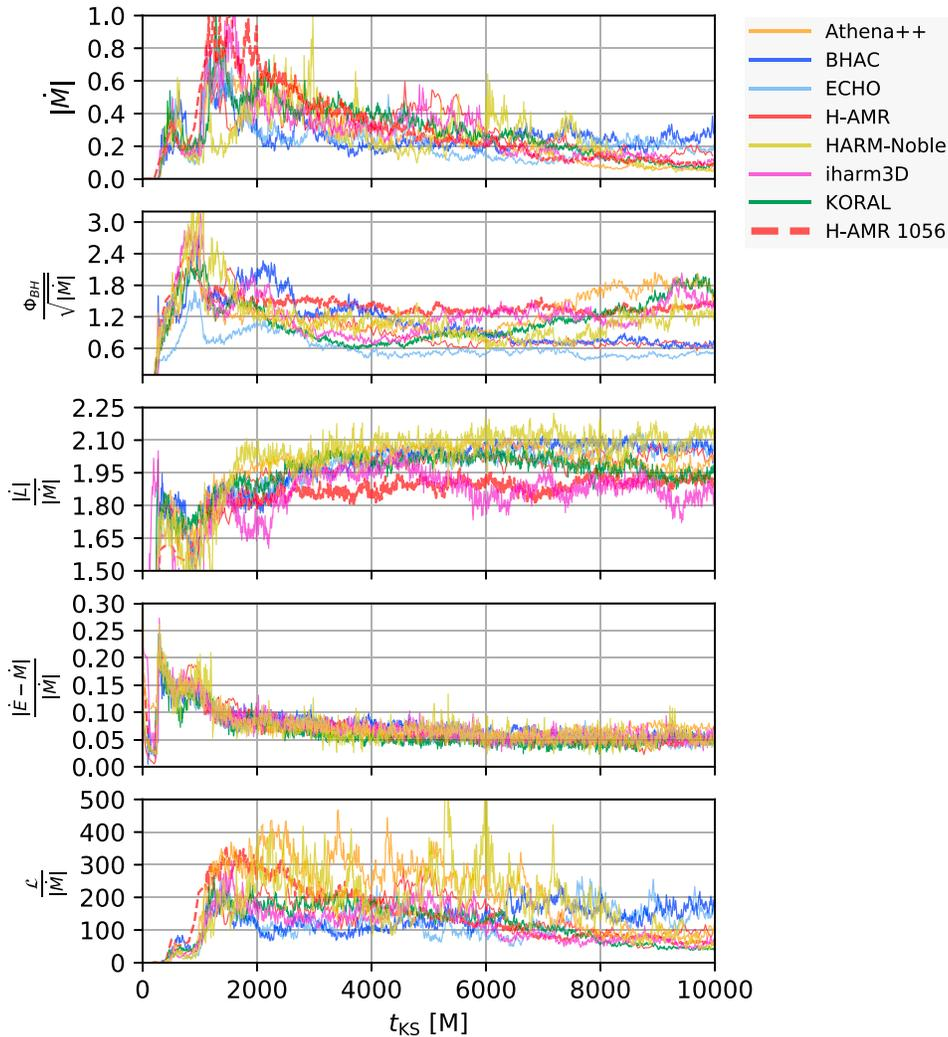 1.0
0.8
0.6
0.4
0.2
0.0
|Ṁ|
Athena++
BHAC
ECHO
H-AMR
HARM-Noble
iharm3D
KORAL
H-AMR 1056
3.0
2.4
1.8
1.2
0.6
Φ_BH / √|Ṁ|
2.25
2.10
1.95
1.80
1.65
1.50
|L̇| / |Ṁ|
0.30
0.25
0.20
0.15
0.10
0.05
0.00
|Ė − Ṁ| / |Ṁ|
500
400
300
200
100
0
ℒ / |Ṁ|
0 2000 4000 6000 8000 10000
t_KS [M]